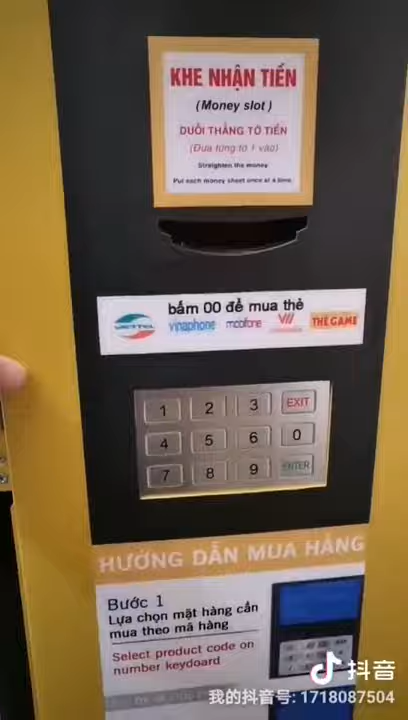 KHE NHẬN TIỀN
(Money slot)
DUỖI THẲNG TỜ TIỀN
(Đưa từng tờ 1 vào)
Straighten the money
Put each money sheet once at a time.
bấm 00 để mua thẻ
VIETTEL vinaphone mobifone THE GAME
1 2 3 EXIT
4 5 6 0
7 8 9 ENTER
HƯỚNG DẪN MUA HÀNG
Bước 1
Lựa chọn mặt hàng cần
mua theo mã hàng
Select product code on
number keyboard
抖音
我的抖音号: 1718087504